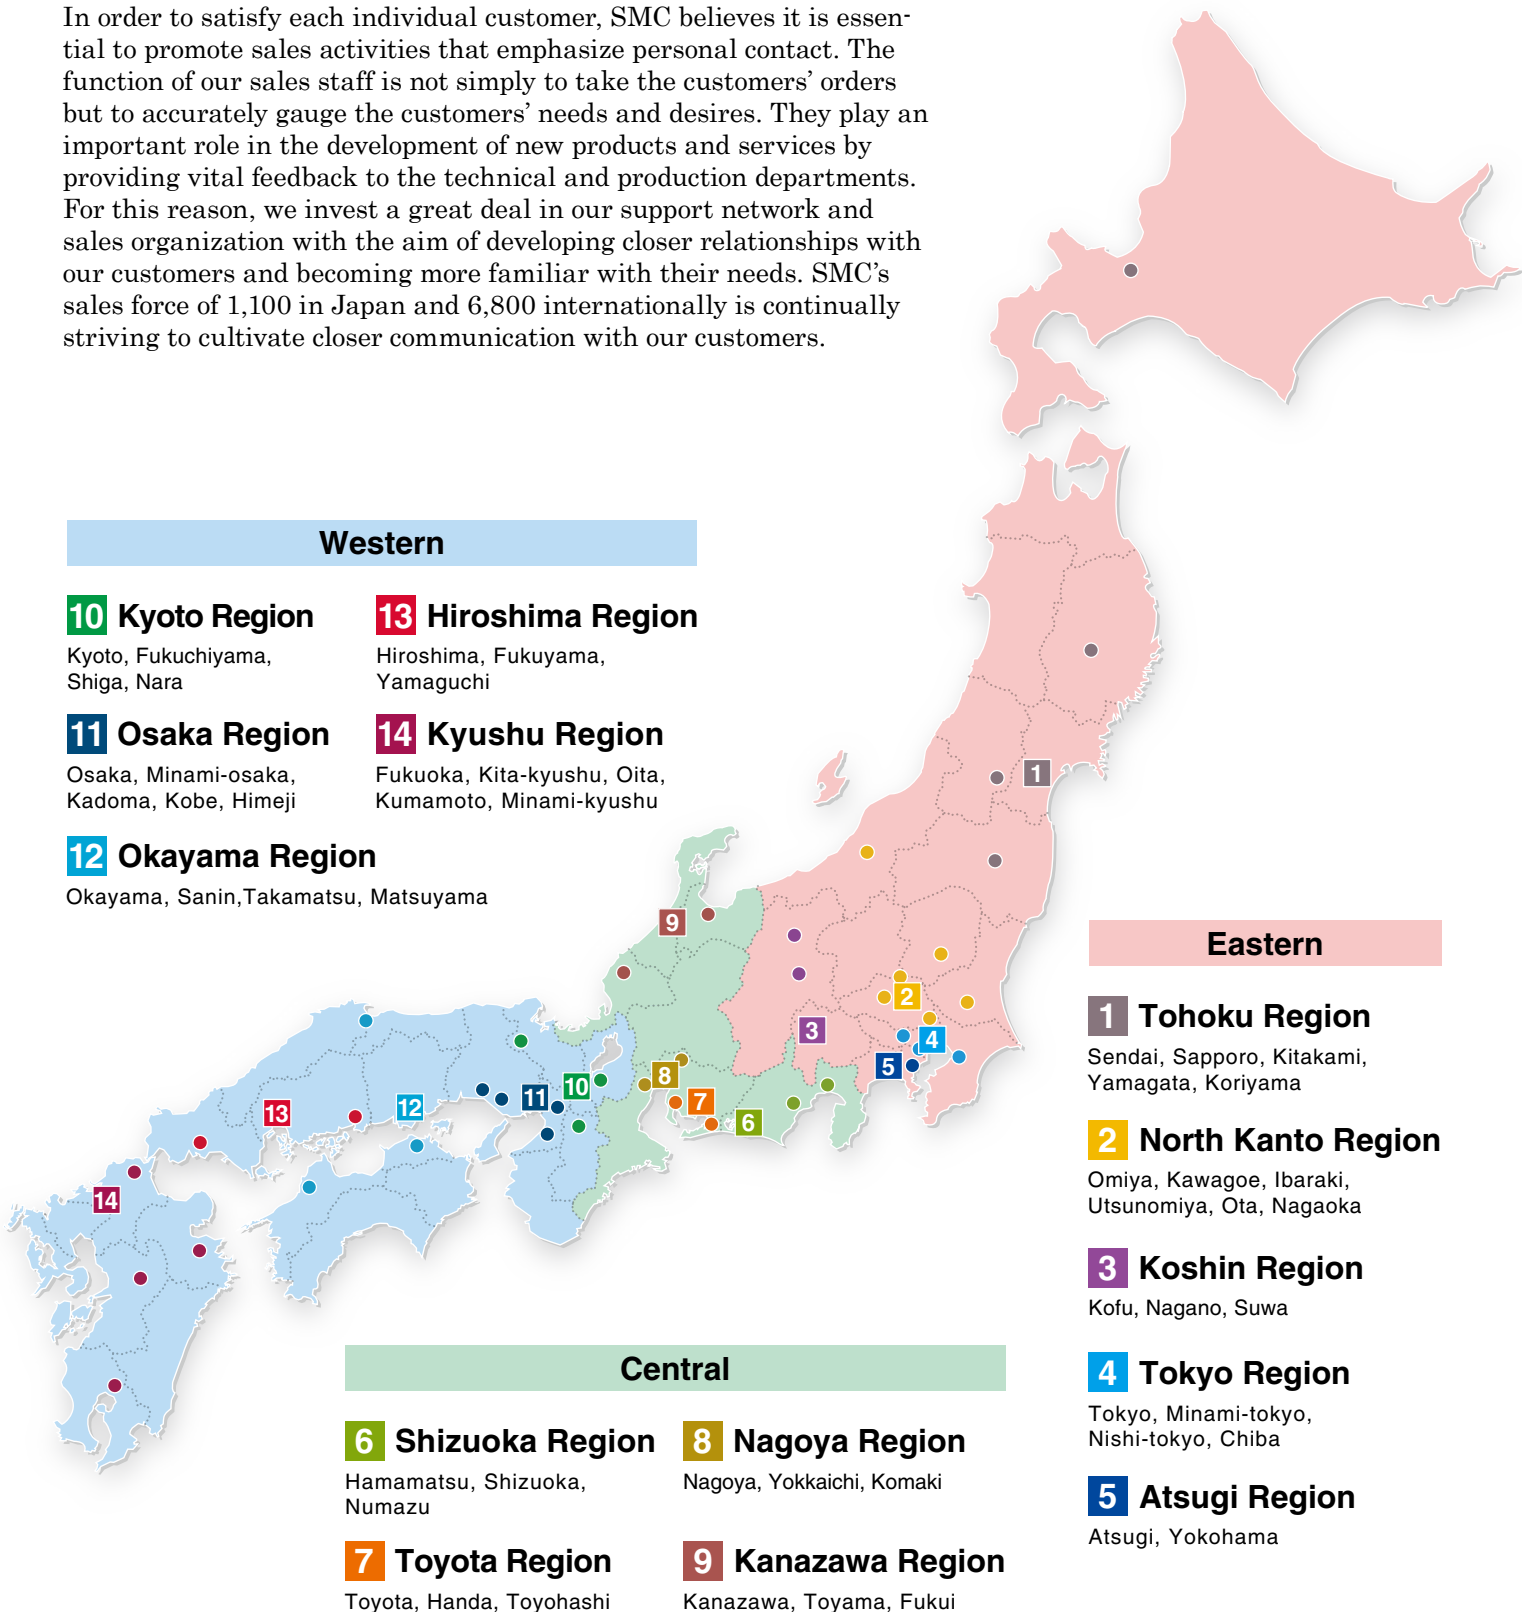 In order to satisfy each individual customer, SMC believes it is essen-
tial to promote sales activities that emphasize personal contact. The
function of our sales staff is not simply to take the customers’ orders
but to accurately gauge the customers’ needs and desires. They play an
important role in the development of new products and services by
providing vital feedback to the technical and production departments.
For this reason, we invest a great deal in our support network and
sales organization with the aim of developing closer relationships with
our customers and becoming more familiar with their needs. SMC’s
sales force of 1,100 in Japan and 6,800 internationally is continually
striving to cultivate closer communication with our customers.
Western
10 Kyoto Region
Kyoto, Fukuchiyama,
Shiga, Nara
11 Osaka Region
Osaka, Minami-osaka,
Kadoma, Kobe, Himeji
12 Okayama Region
Okayama, Sanin,Takamatsu, Matsuyama
13 Hiroshima Region
Hiroshima, Fukuyama,
Yamaguchi
14 Kyushu Region
Fukuoka, Kita-kyushu, Oita,
Kumamoto, Minami-kyushu
1
9
2
3
4
5
8
10
7
11
12
13
6
14
Eastern
1 Tohoku Region
Sendai, Sapporo, Kitakami,
Yamagata, Koriyama
2 North Kanto Region
Omiya, Kawagoe, Ibaraki,
Utsunomiya, Ota, Nagaoka
3 Koshin Region
Kofu, Nagano, Suwa
4 Tokyo Region
Tokyo, Minami-tokyo,
Nishi-tokyo, Chiba
5 Atsugi Region
Atsugi, Yokohama
Central
6 Shizuoka Region
Hamamatsu, Shizuoka,
Numazu
7 Toyota Region
Toyota, Handa, Toyohashi
8 Nagoya Region
Nagoya, Yokkaichi, Komaki
9 Kanazawa Region
Kanazawa, Toyama, Fukui